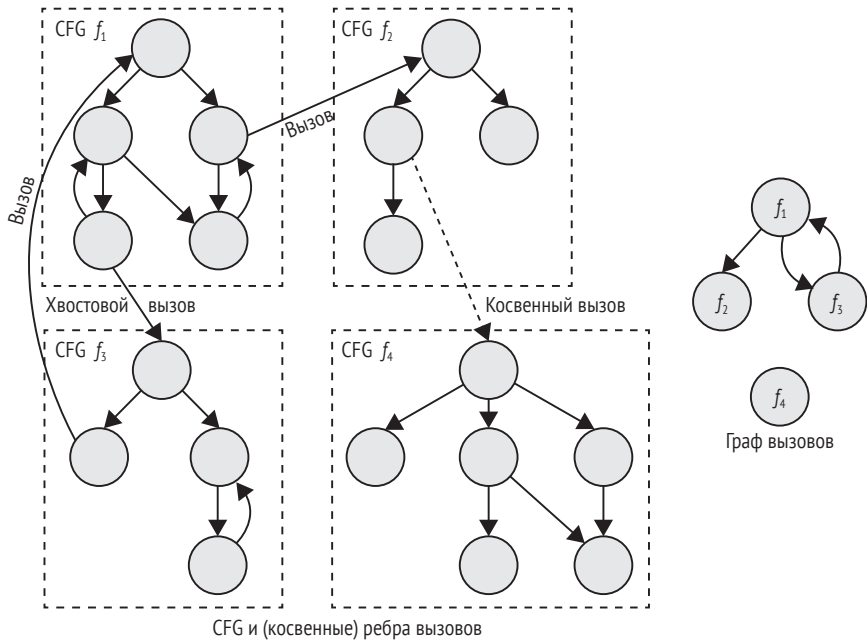 CFG f1
CFG f2
Вызов
Вызов
Хвостовой вызов
Косвенный вызов
CFG f3
CFG f4
f1
f2
f3
f4
Граф вызовов
CFG и (косвенные) ребра вызовов